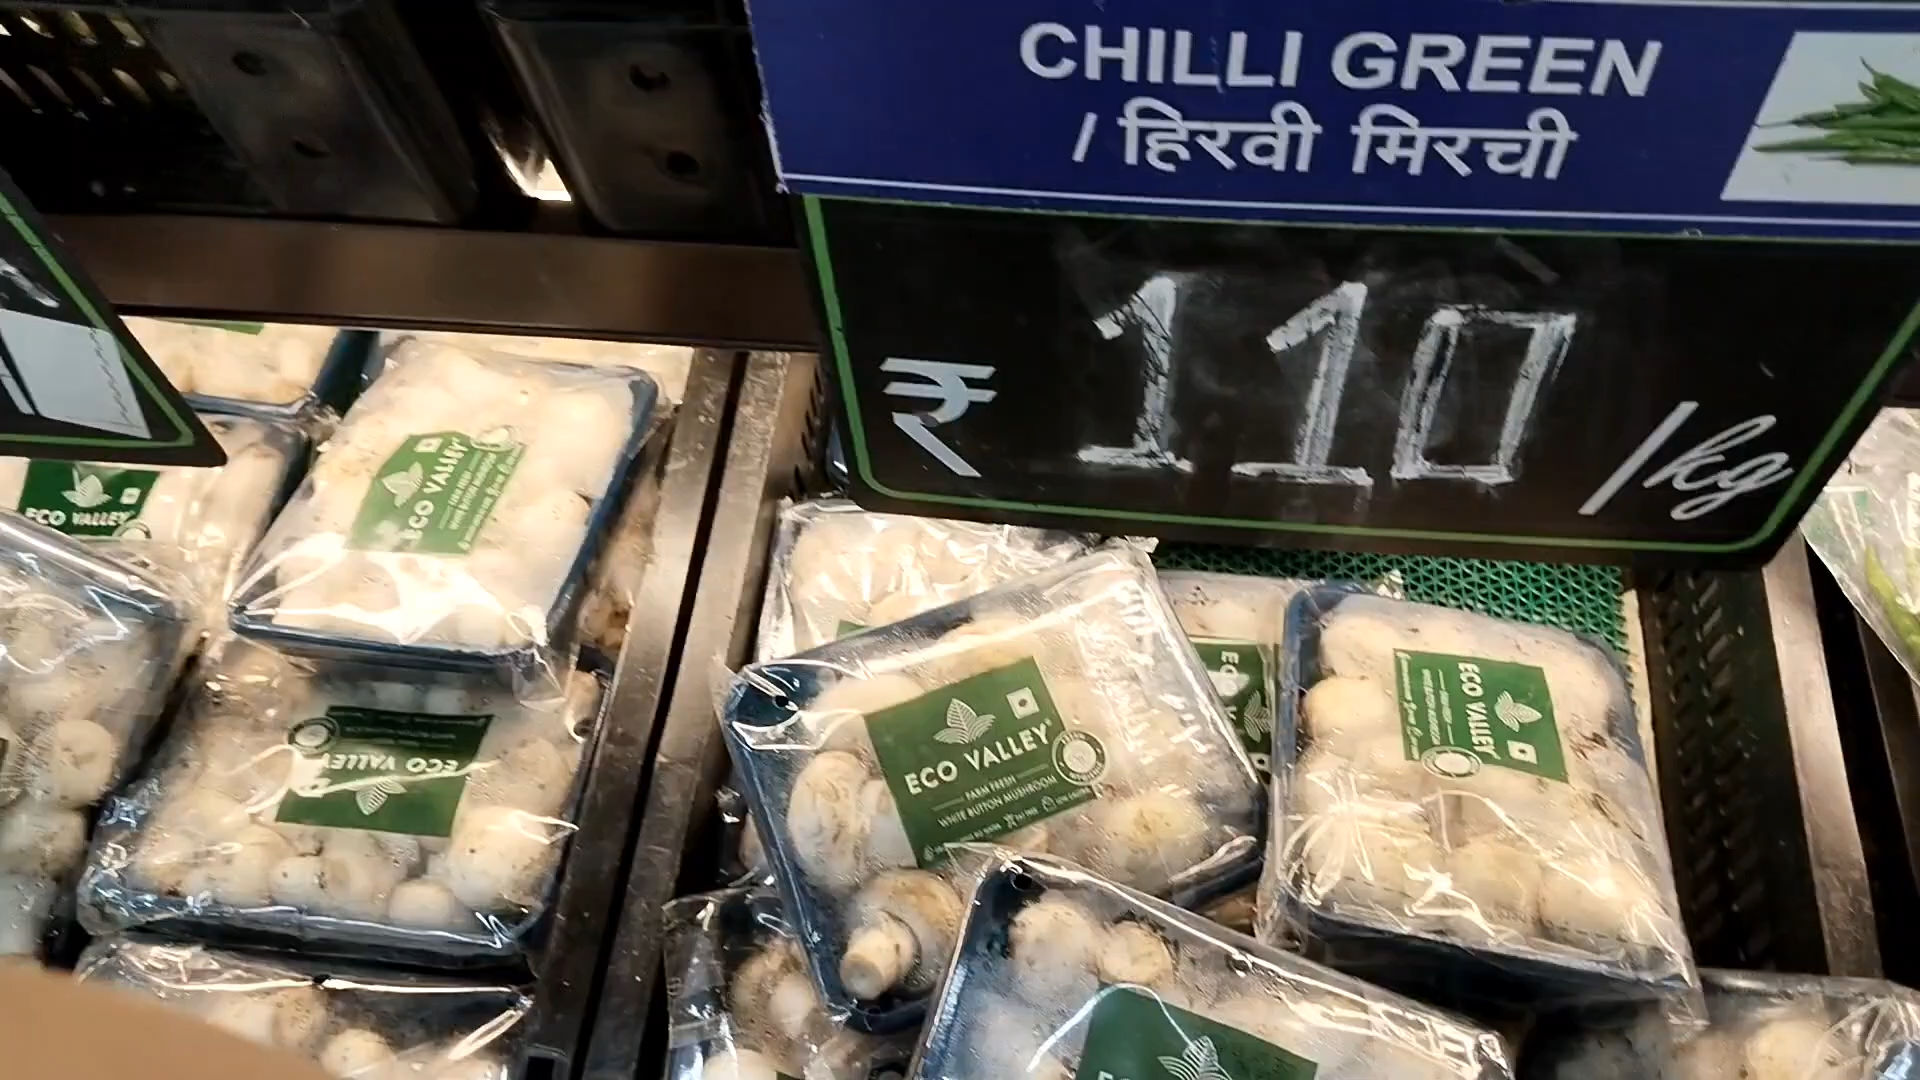 CHILLI GREEN
/ हिरवी मिरची
₹ 110 /kg
ECO VALLEY
ECO VALLEY
ECO VALLEY
ECO VALLEY
FARM FRESH
WHITE BUTTON MUSHROOM
ECO VALLEY
ECO